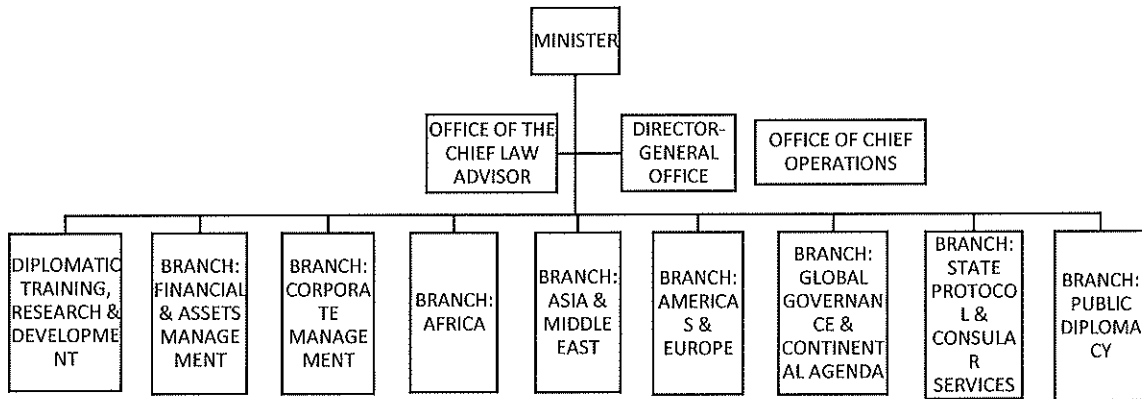 MINISTER
OFFICE OF THE
CHIEF LAW
ADVISOR
DIRECTOR-
GENERAL
OFFICE
OFFICE OF CHIEF
OPERATIONS
DIPLOMATIC
TRAINING,
RESEARCH &
DEVELOPME
NT
BRANCH:
FINANCIAL
& ASSETS
MANAGE
MENT
BRANCH:
CORPORA
TE
MANAGE
MENT
BRANCH:
AFRICA
BRANCH:
ASIA &
MIDDLE
EAST
BRANCH:
AMERICA
S &
EUROPE
BRANCH:
GLOBAL
GOVERNAN
CE &
CONTINENT
AL AGENDA
BRANCH:
STATE
PROTOCO
L &
CONSULA
R
SERVICES
BRANCH:
PUBLIC
DIPLOMA
CY